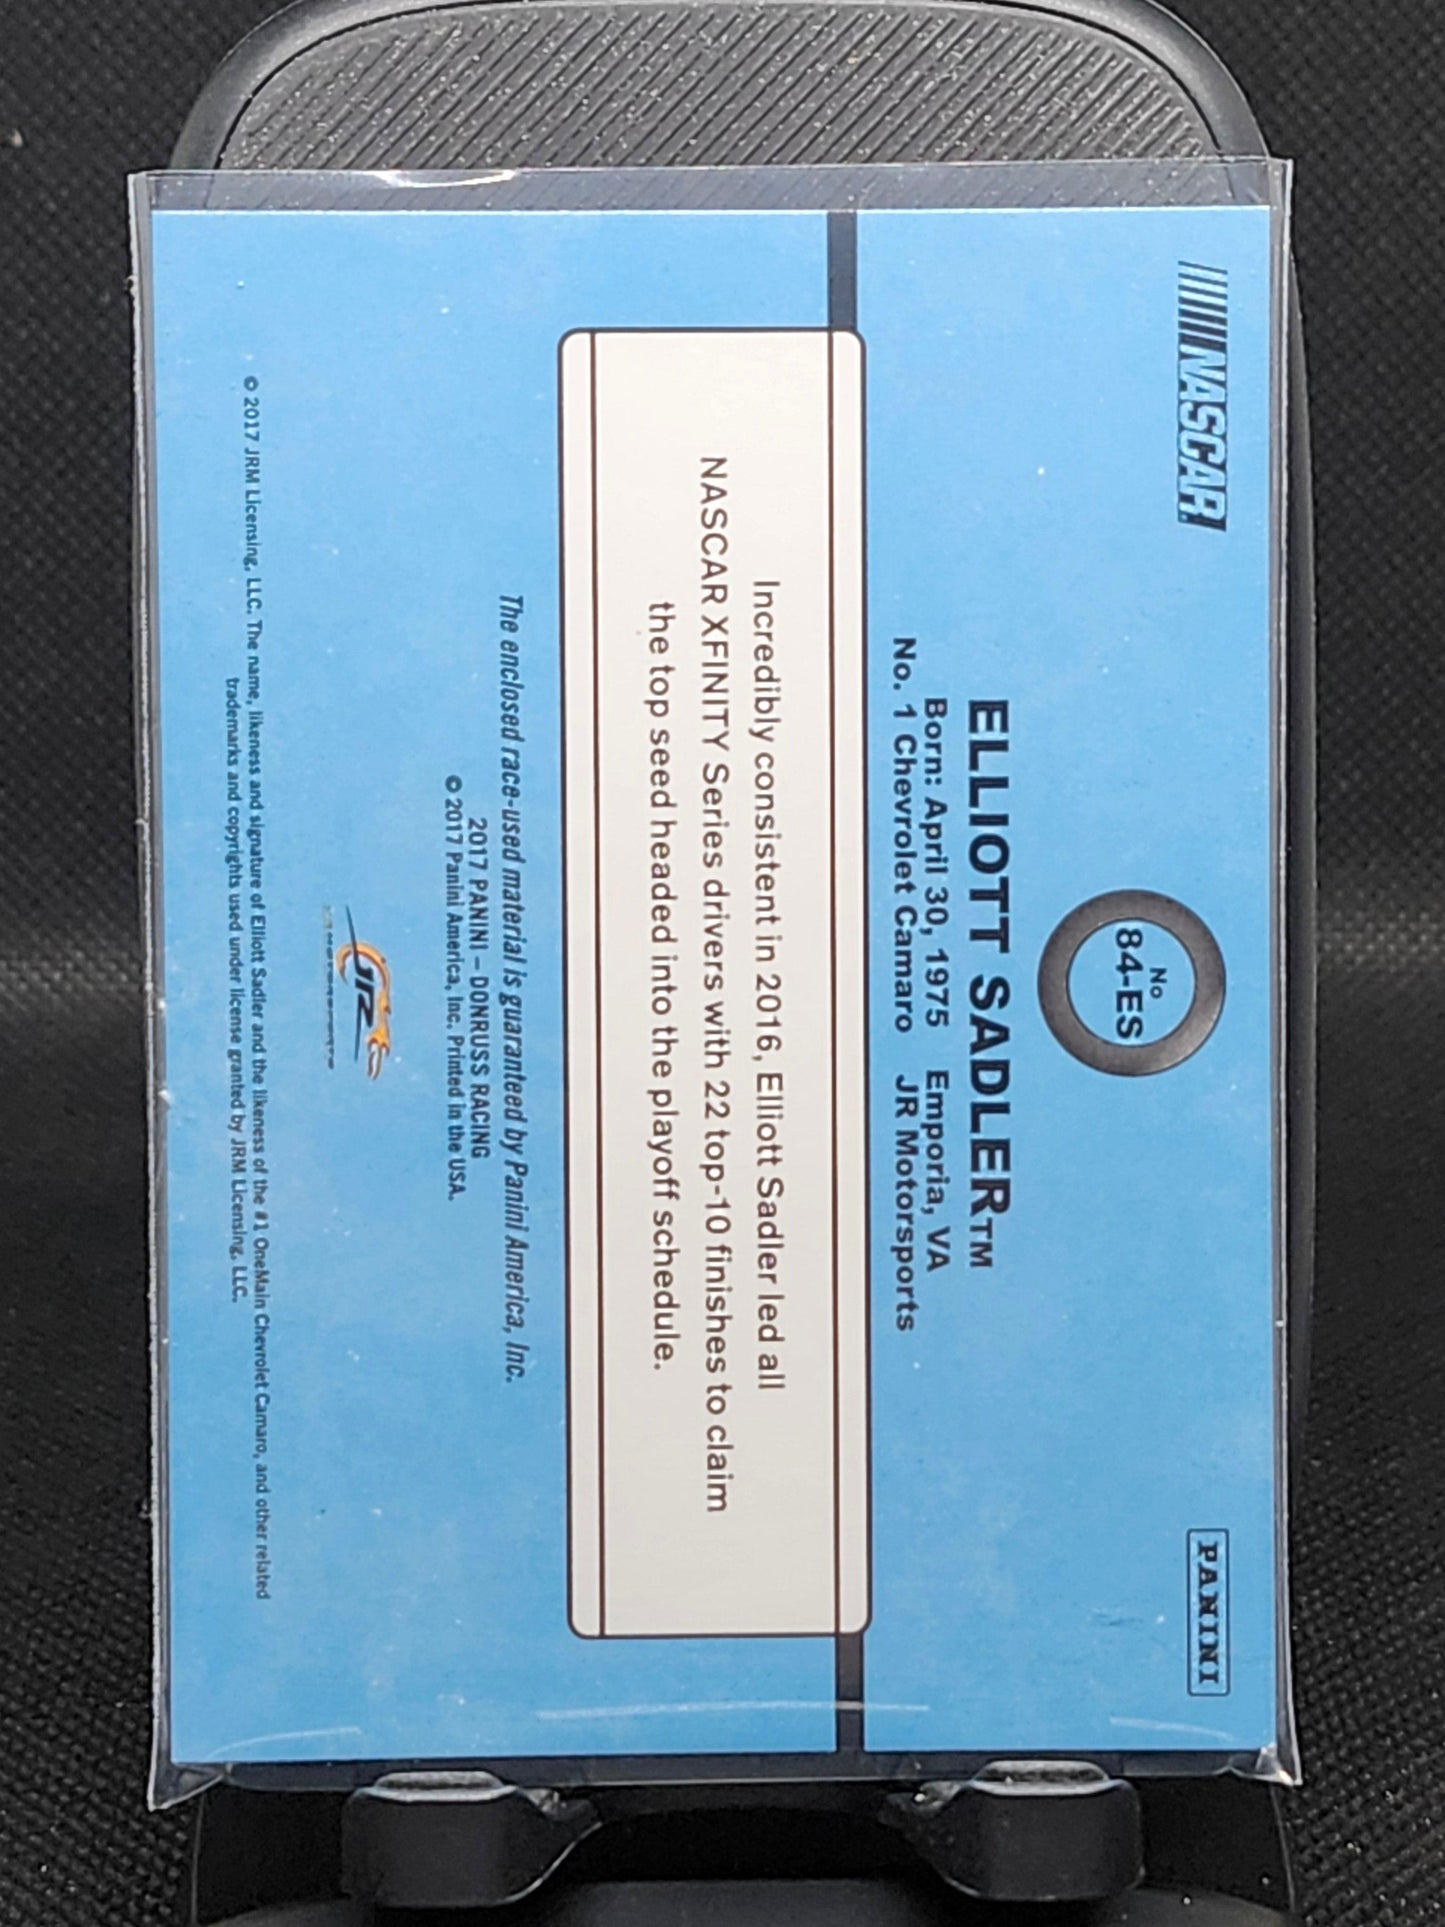 NASCAR
No
84-ES
PANINI
ELLIOTT SADLER™
Born: April 30, 1975 Emporia, VA
No. 1 Chevrolet Camaro JR Motorsports
Incredibly consistent in 2016, Elliott Sadler led all
NASCAR XFINITY Series drivers with 22 top-10 finishes to claim
the top seed headed into the playoff schedule.
The enclosed race-used material is guaranteed by Panini America, Inc.
2017 PANINI – DONRUSS RACING
© 2017 Panini America, Inc. Printed in the USA.
JR
MOTORSPORTS
© 2017 JRM Licensing, LLC. The name, likeness and signature of Elliott Sadler and the likeness of the #1 OneMain Chevrolet Camaro, and other related
trademarks and copyrights used under license granted by JRM Licensing, LLC.